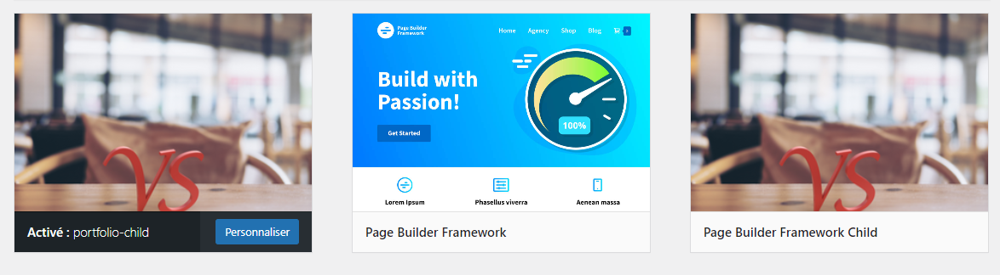 VS
Activé : portfolio-child
Personnaliser
Page Builder
Framework
Home Agency Shop Blog
Build with
Passion!
Get Started
100%
Lorem Ipsum
Phasellus viverra
Aenean massa
Page Builder Framework
VS
Page Builder Framework Child